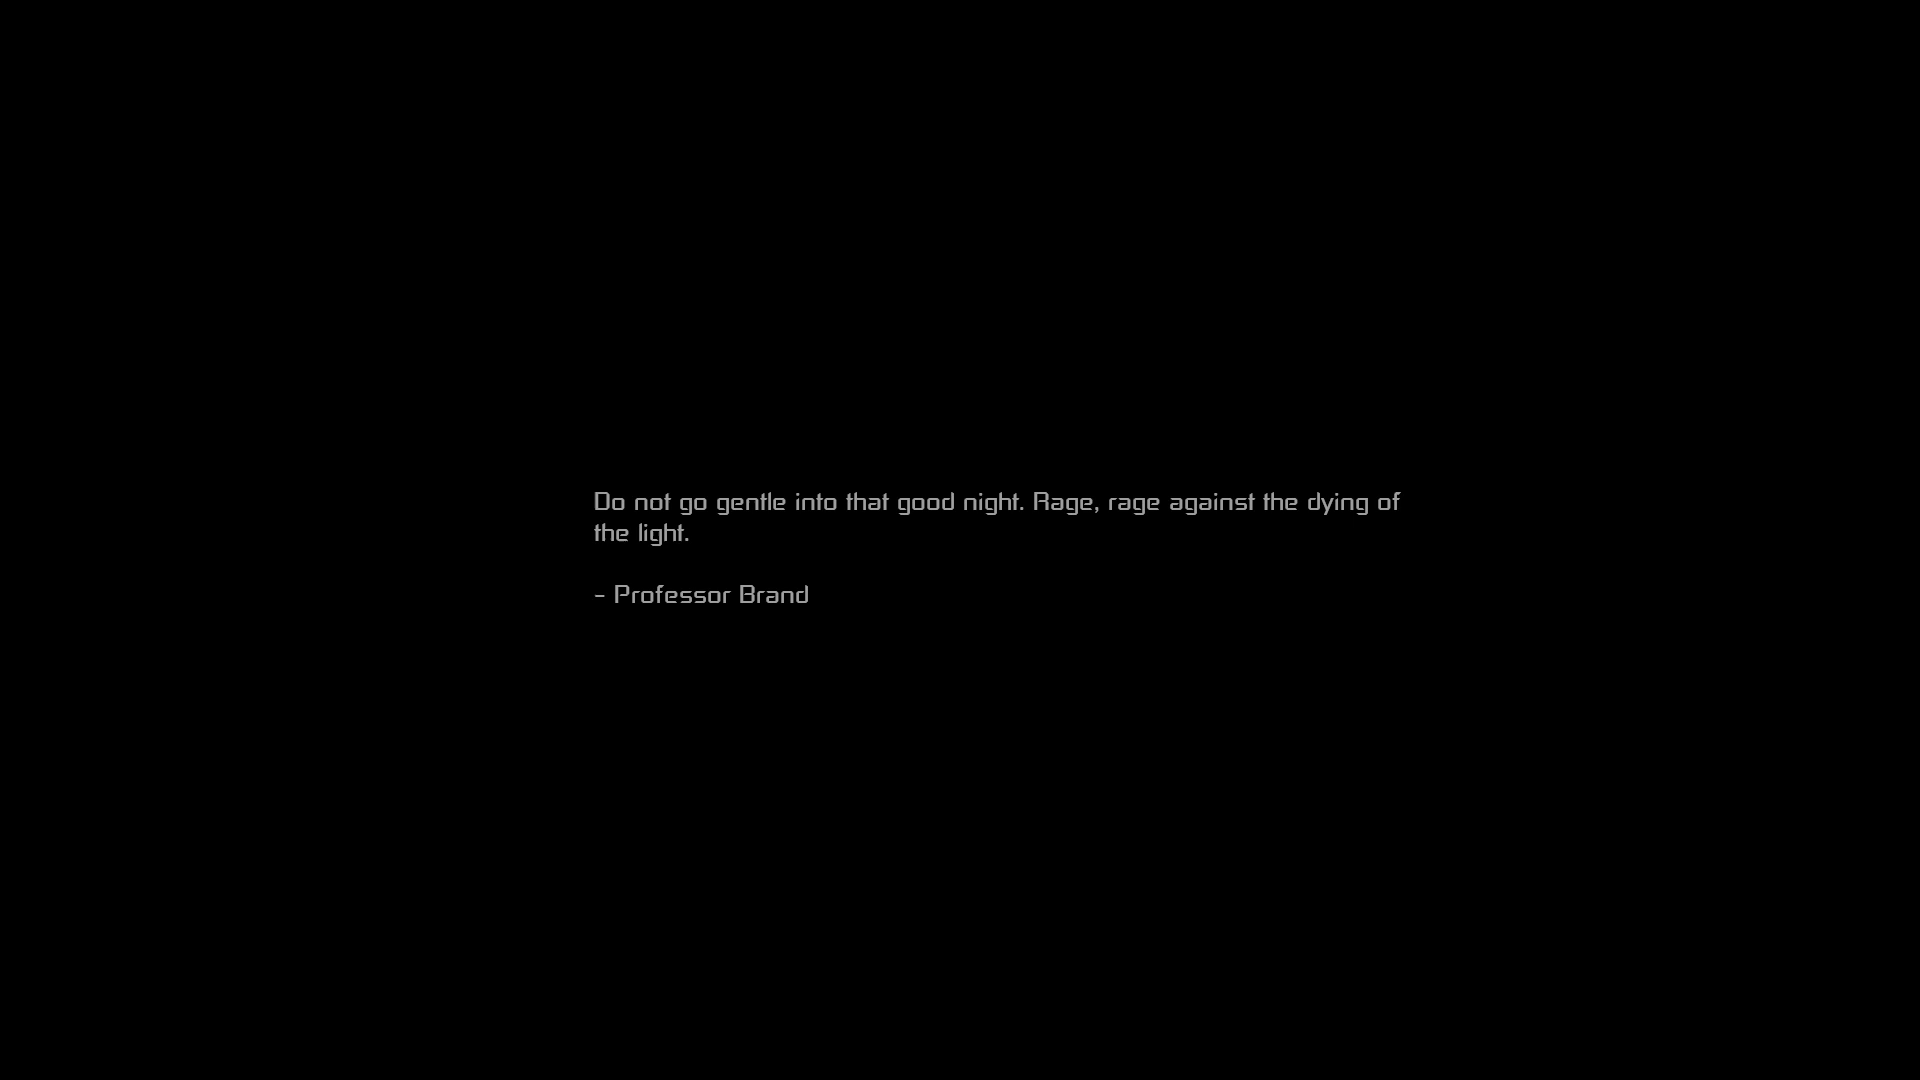 Do not go gentle into that good night. Rage, rage against the dying of
the light.
- Professor Brand